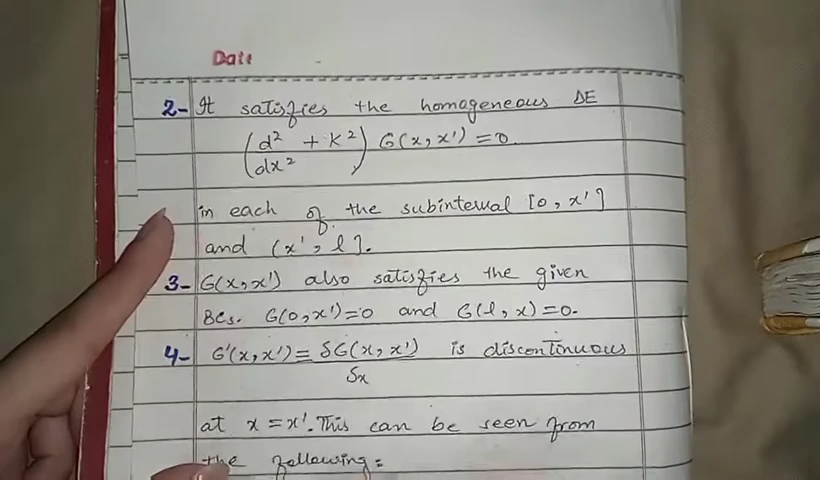 Date
2- It satisfies the homogeneous DE
(d²/dx² + K²) G(x, x') = 0
in each of the subinterval [0, x']
and (x', l].
3- G(x, x') also satisfies the given
BCs. G(0, x') = 0 and G(l, x) = 0.
4- G'(x, x') = δG(x, x')/δx is discontinuous
at x = x'. This can be seen from
the following: